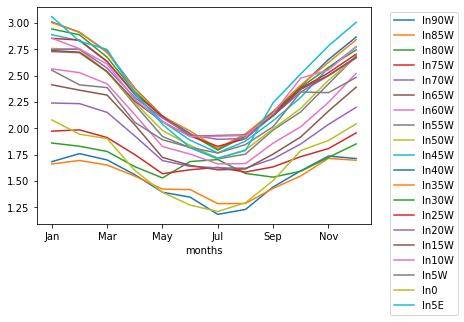 3.00
2.75
2.50
2.25
2.00
1.75
1.50
1.25
Jan
Mar
May
Jul
Sep
Nov
months
ln90W
ln85W
ln80W
ln75W
ln70W
ln65W
ln60W
ln55W
ln50W
ln45W
ln40W
ln35W
ln30W
ln25W
ln20W
ln15W
ln10W
ln5W
ln0
ln5E